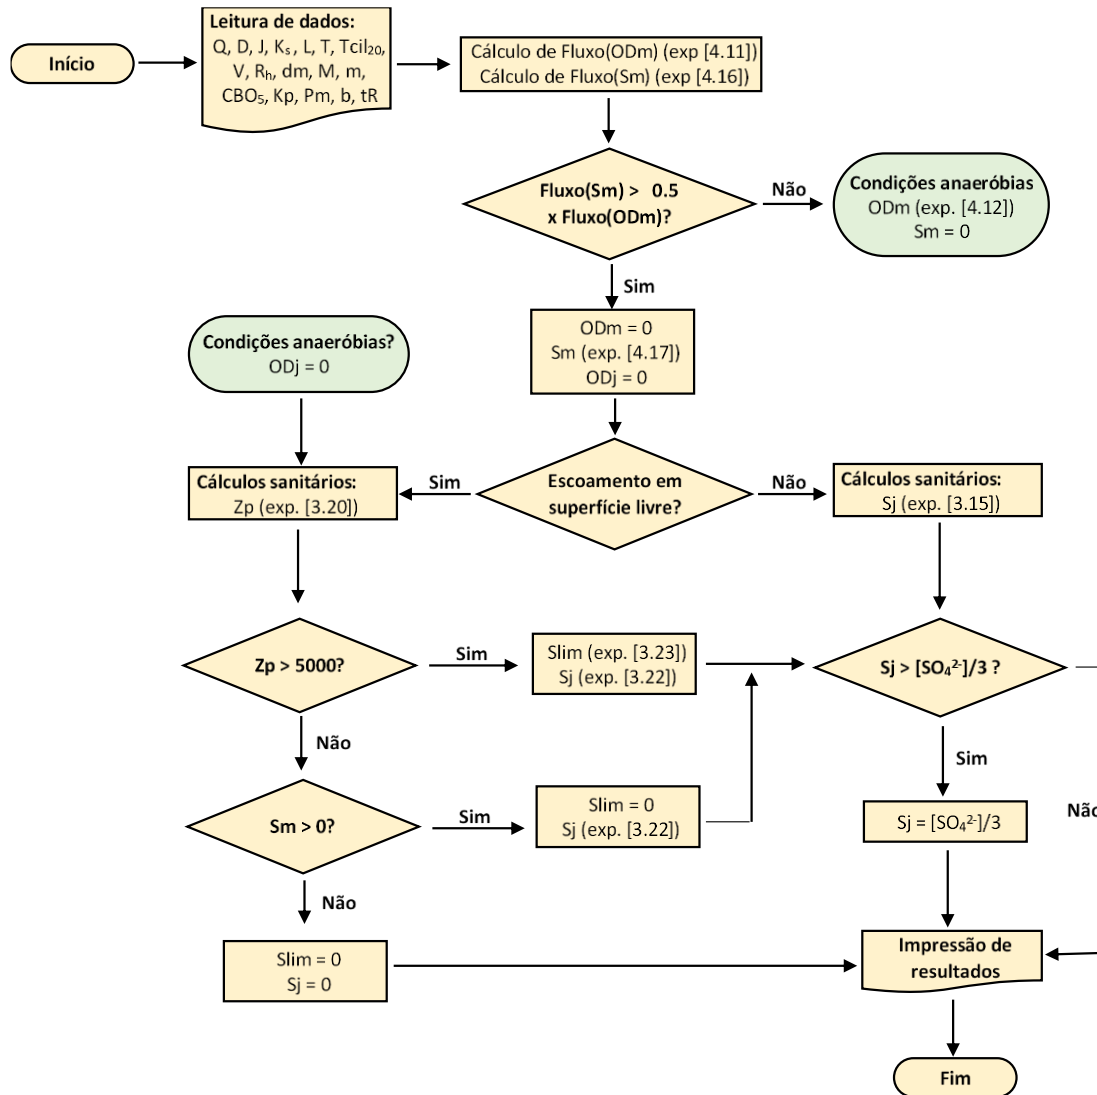 Início
Leitura de dados:
Q, D, J, Kₛ, L, T, Tcil₂₀,
V, Rₕ, dm, M, m,
CBO₅, Kp, Pm, b, tR
Cálculo de Fluxo(ODm) (exp [4.11])
Cálculo de Fluxo(Sm) (exp [4.16])
Fluxo(Sm) > 0.5
x Fluxo(ODm)?
Não
Condições anaeróbias
ODm (exp. [4.12])
Sm = 0
Sim
ODm = 0
Sm (exp. [4.17])
ODj = 0
Condições anaeróbias?
ODj = 0
Cálculos sanitários:
Zp (exp. [3.20])
Sim
Escoamento em
superfície livre?
Não
Cálculos sanitários:
Sj (exp. [3.15])
Zp > 5000?
Sim
Slim (exp. [3.23])
Sj (exp. [3.22])
Sj > [SO₄²⁻]/3 ?
Não
Sim
Sm > 0?
Sim
Slim = 0
Sj (exp. [3.22])
Sj = [SO₄²⁻]/3
Não
Não
Slim = 0
Sj = 0
Impressão de
resultados
Fim